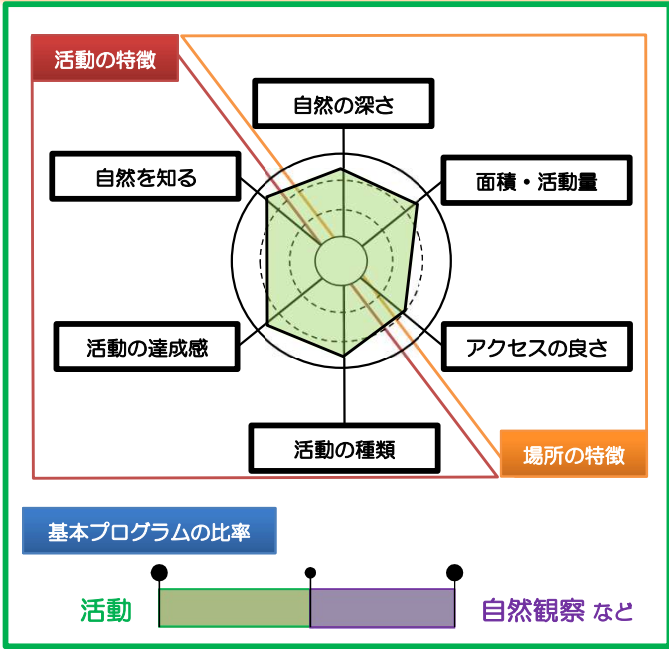 活動の特徴
自然の深さ
自然を知る
面積・活動量
活動の達成感
アクセスの良さ
活動の種類
場所の特徴
基本プログラムの比率
活動
自然観察 など